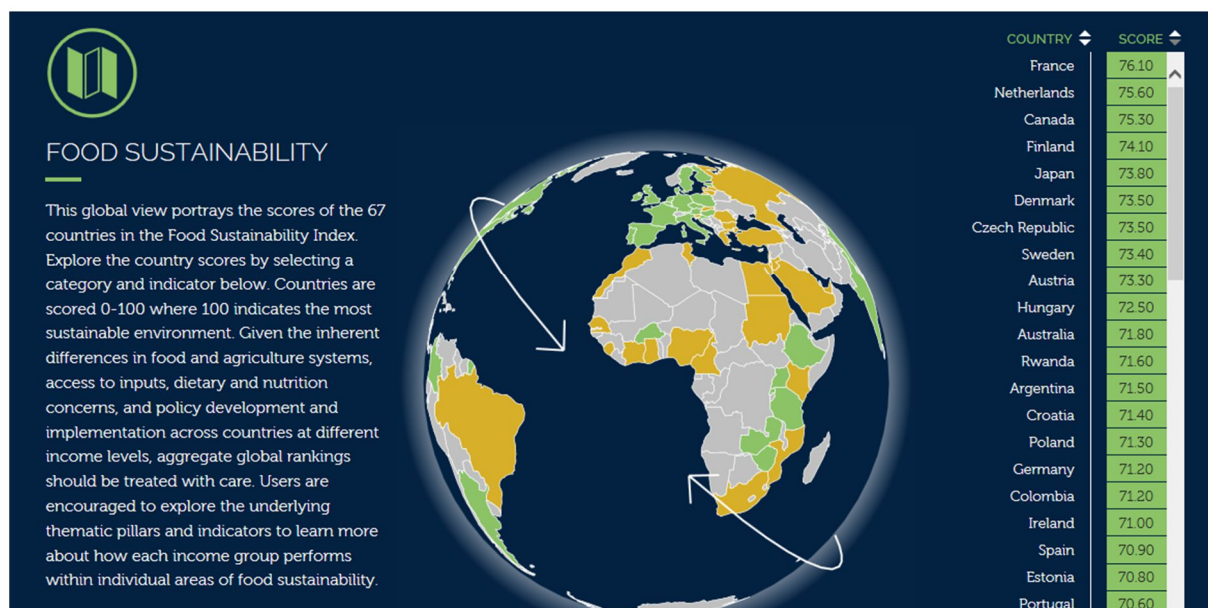 FOOD SUSTAINABILITY
This global view portrays the scores of the 67
countries in the Food Sustainability Index.
Explore the country scores by selecting a
category and indicator below. Countries are
scored 0-100 where 100 indicates the most
sustainable environment. Given the inherent
differences in food and agriculture systems,
access to inputs, dietary and nutrition
concerns, and policy development and
implementation across countries at different
income levels, aggregate global rankings
should be treated with care. Users are
encouraged to explore the underlying
thematic pillars and indicators to learn more
about how each income group performs
within individual areas of food sustainability.
COUNTRY SCORE
France 76.10
Netherlands 75.60
Canada 75.30
Finland 74.10
Japan 73.80
Denmark 73.50
Czech Republic 73.50
Sweden 73.40
Austria 73.30
Hungary 72.50
Australia 71.80
Rwanda 71.60
Argentina 71.50
Croatia 71.40
Poland 71.30
Germany 71.20
Colombia 71.20
Ireland 71.00
Spain 70.90
Estonia 70.80
Portugal 70.60